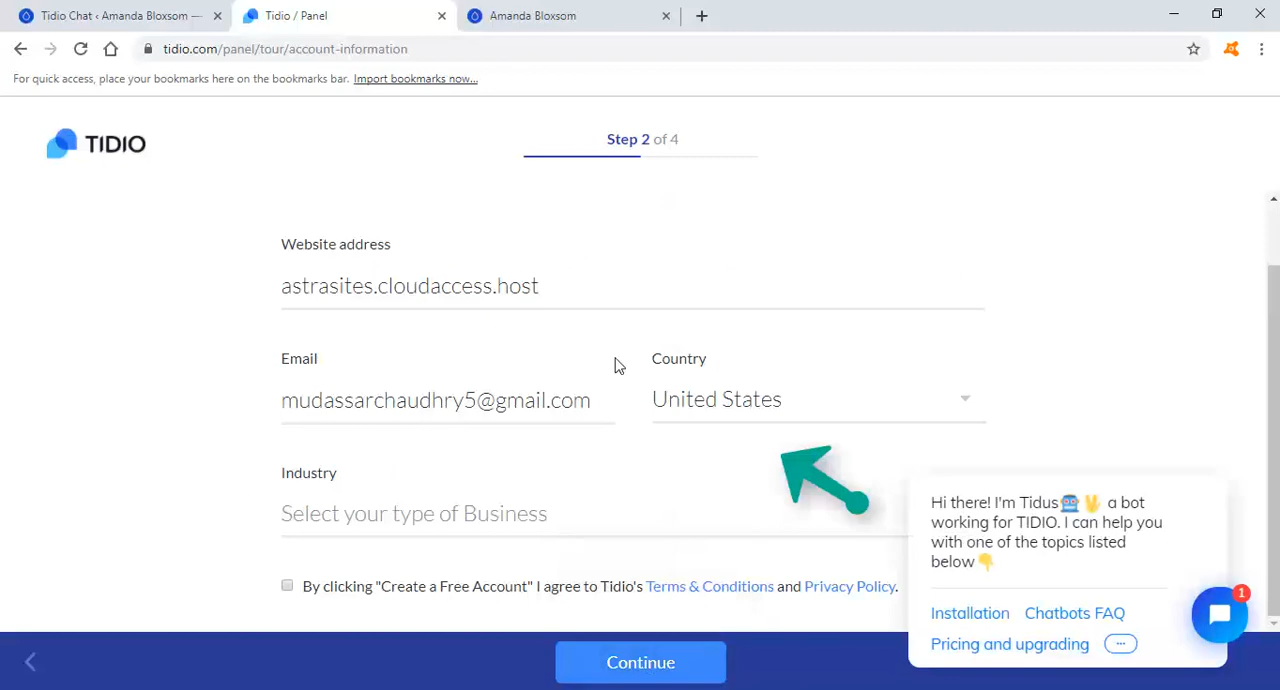 Tidio Chat ‹ Amanda Bloxsom —
Tidio / Panel
Amanda Bloxsom
tidio.com/panel/tour/account-information
For quick access, place your bookmarks here on the bookmarks bar. Import bookmarks now...
TIDIO
Step 2 of 4
Website address
astrasites.cloudaccess.host
Email
Country
mudassarchaudhry5@gmail.com
United States
Industry
Select your type of Business
By clicking "Create a Free Account" I agree to Tidio's Terms & Conditions and Privacy Policy.
Hi there! I'm Tidus🤖✌ a bot
working for TIDIO. I can help you
with one of the topics listed
below👇
Installation Chatbots FAQ
Pricing and upgrading ...
1
Continue